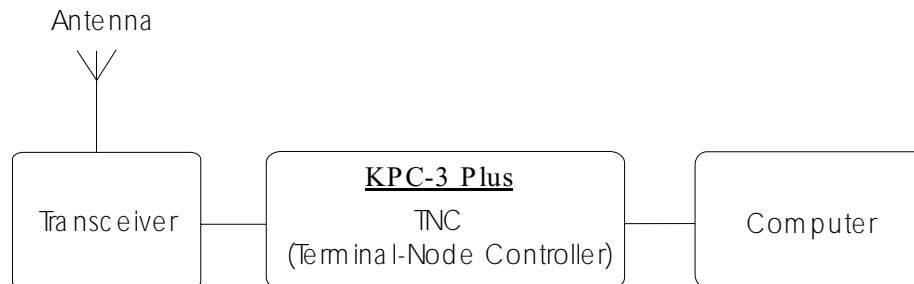 Antenna
Transceiver
KPC-3 Plus
TNC
(Terminal-Node Controller)
Computer